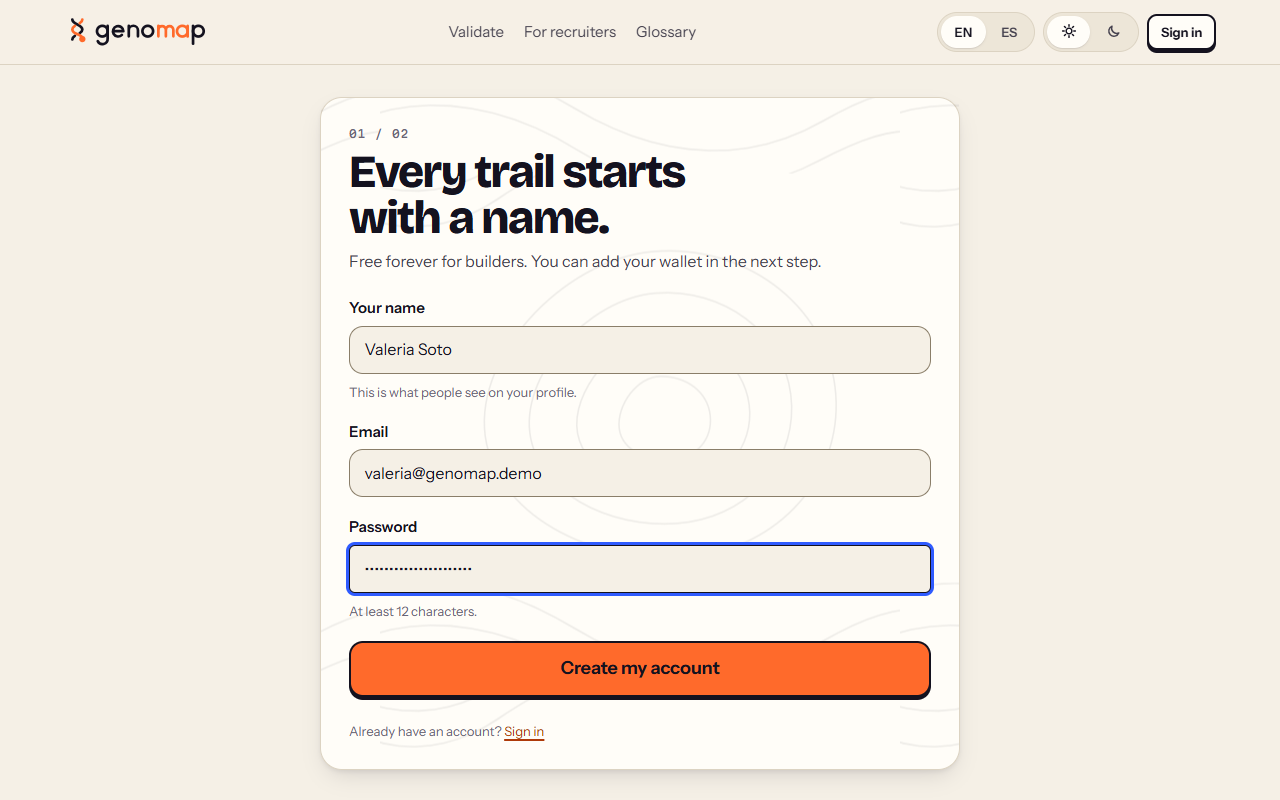 genomap
Validate
For recruiters
Glossary
EN
ES
Sign in
01 / 02
Every trail starts
with a name.
Free forever for builders. You can add your wallet in the next step.
Your name
Valeria Soto
This is what people see on your profile.
Email
valeria@genomap.demo
Password
At least 12 characters.
Create my account
Already have an account? Sign in